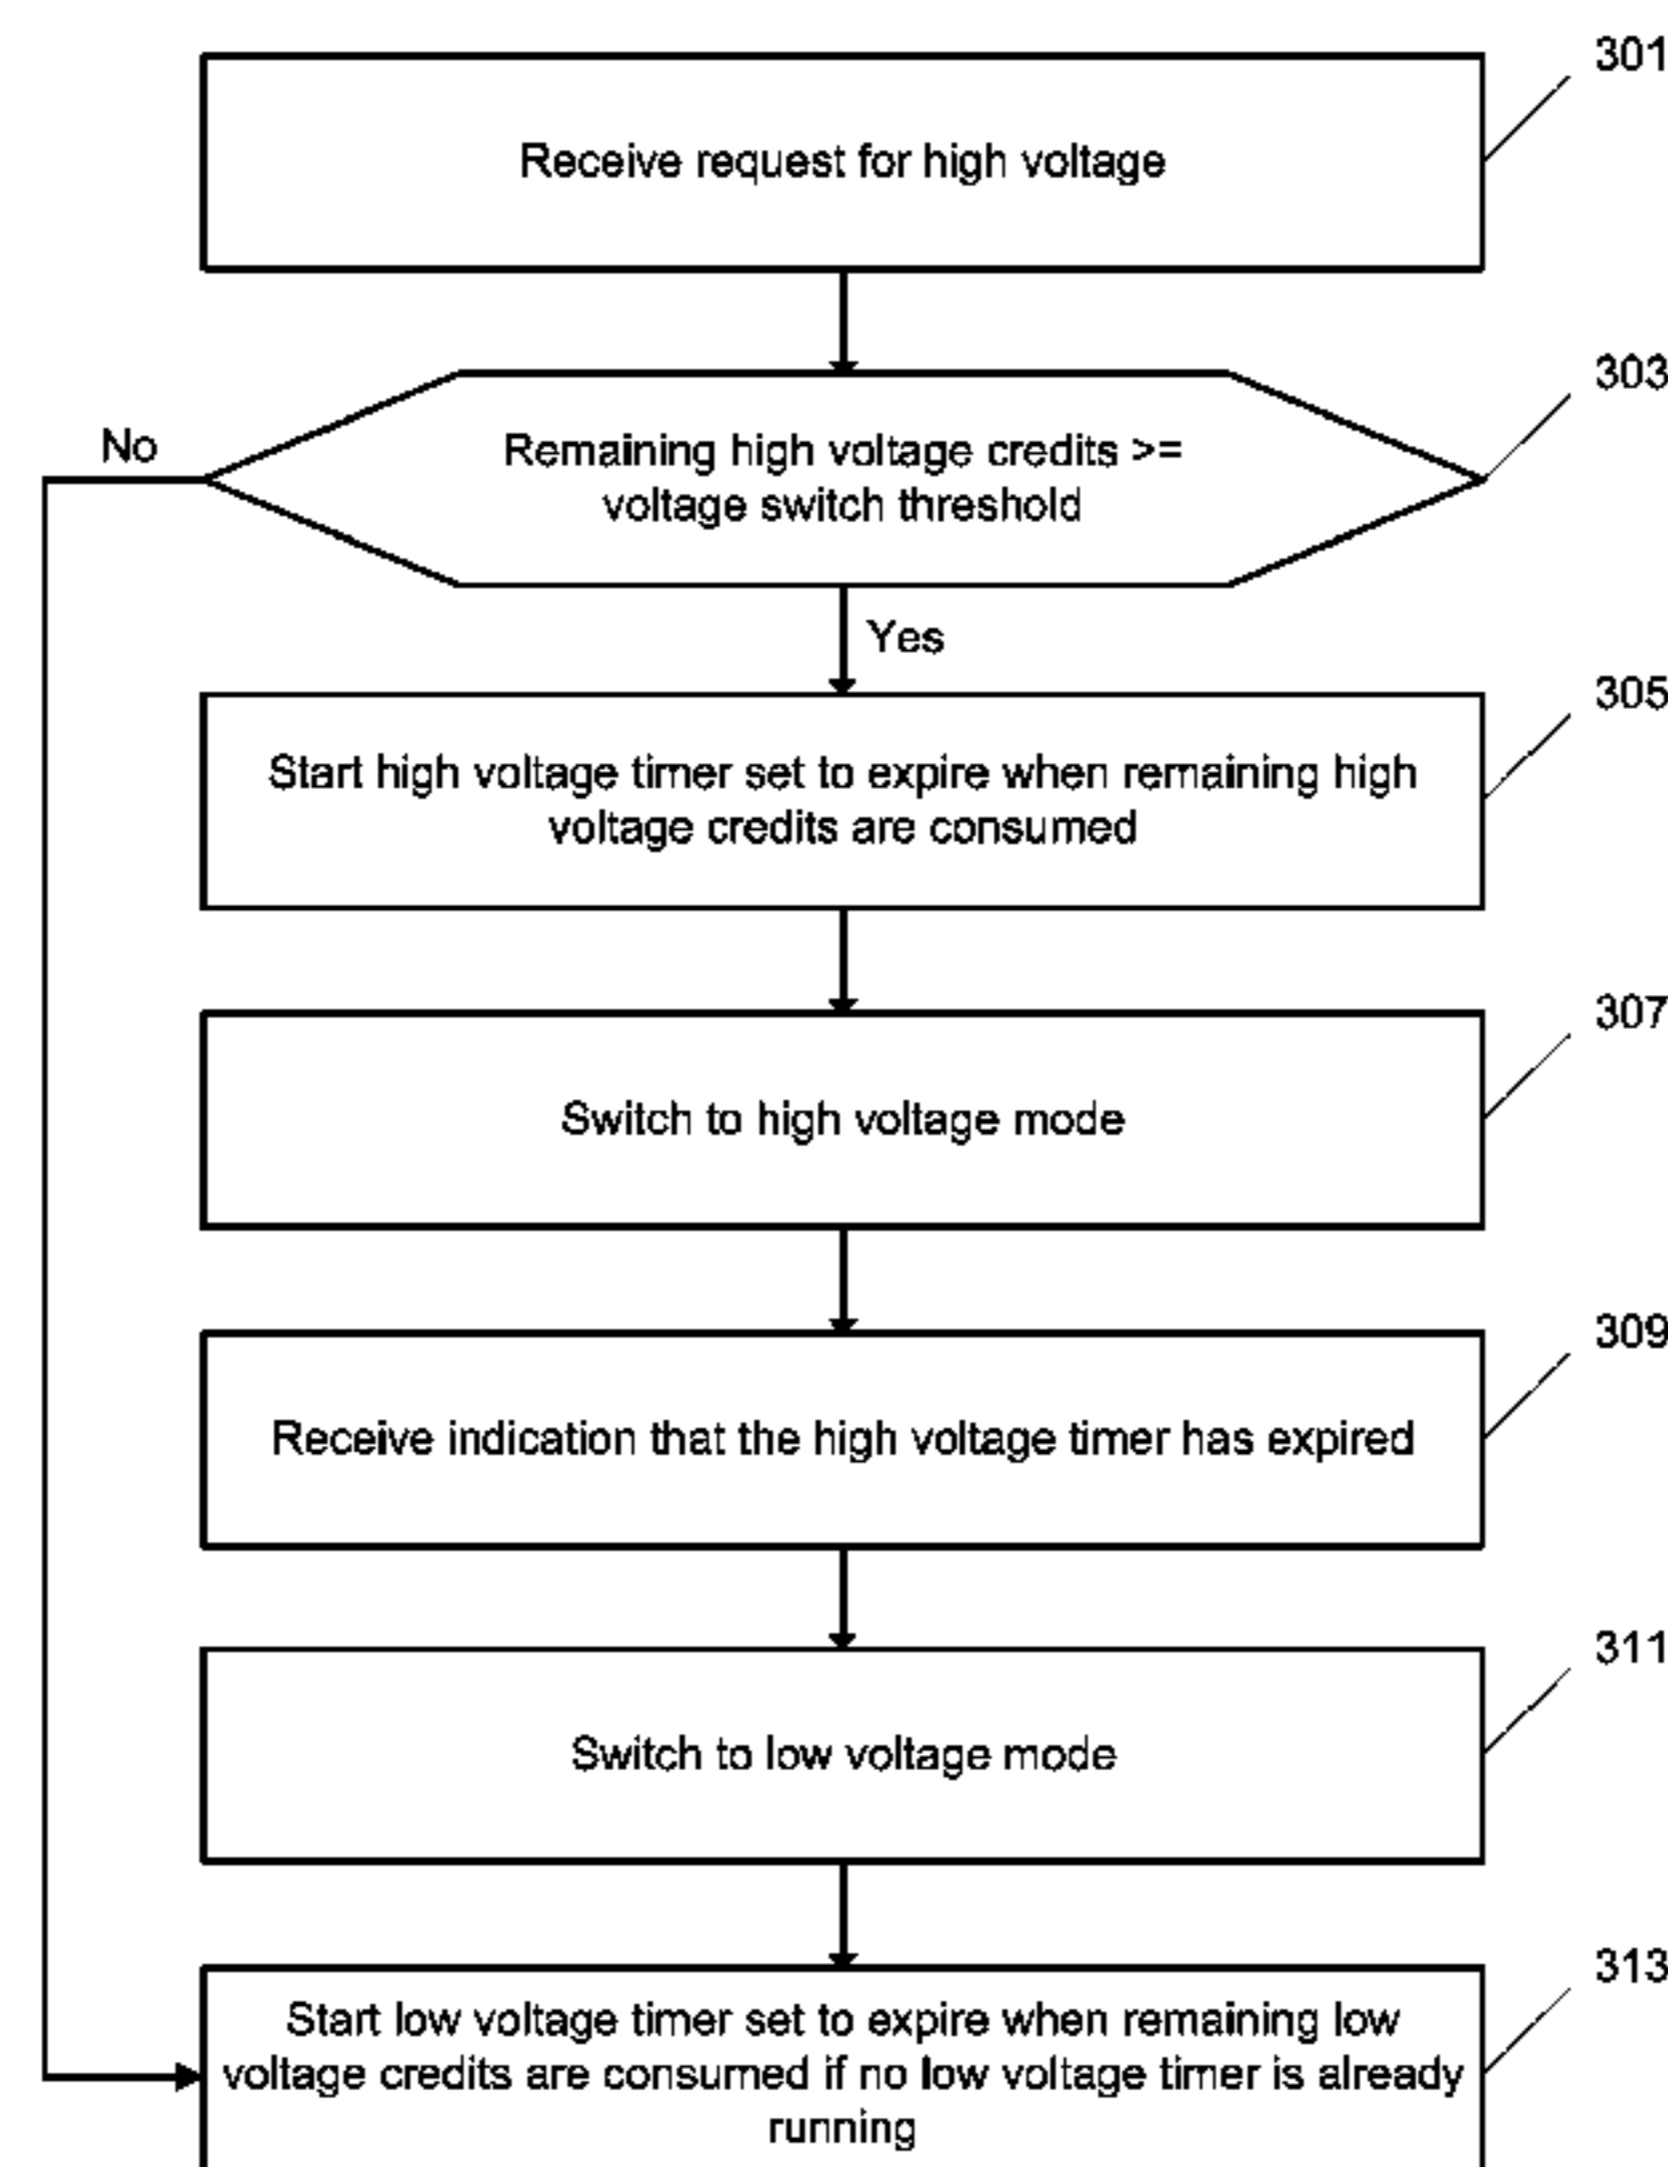 301
Receive request for high voltage
303
No
Remaining high voltage credits >=
voltage switch threshold
Yes
305
Start high voltage timer set to expire when remaining high
voltage credits are consumed
307
Switch to high voltage mode
309
Receive indication that the high voltage timer has expired
311
Switch to low voltage mode
313
Start low voltage timer set to expire when remaining low
voltage credits are consumed if no low voltage timer is already
running